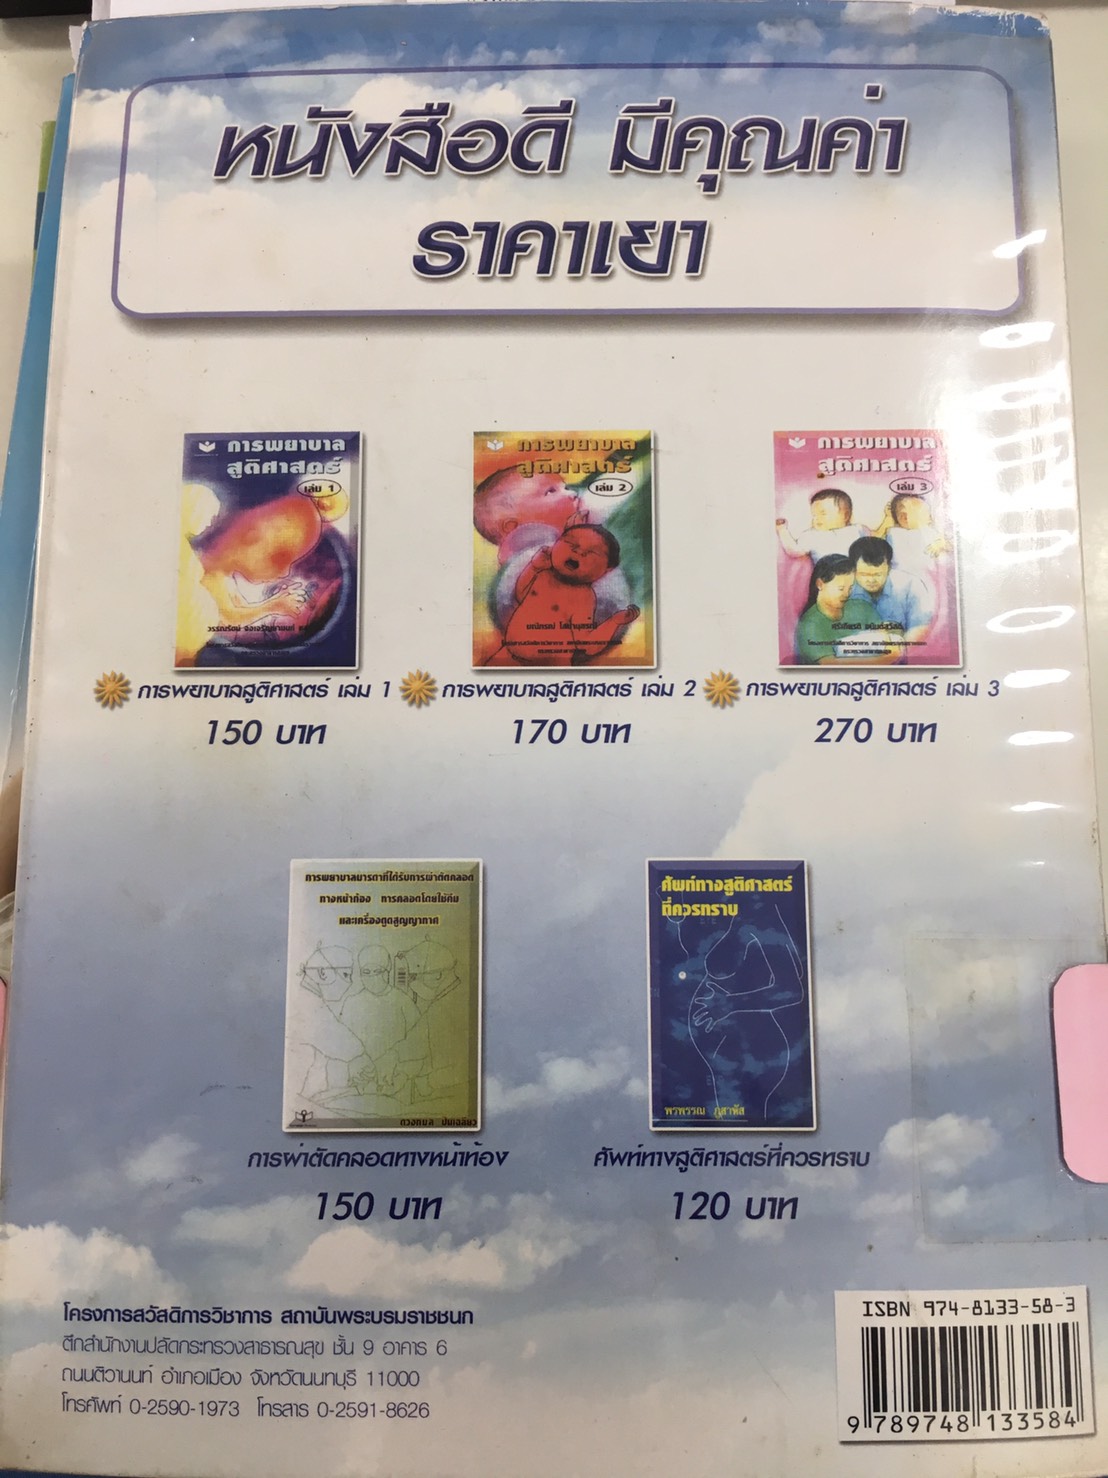 หนังสือดี มีคุณค่า
ราคาเยา
การพยาบาล
สูติศาสตร์
เล่ม 1
การพยาบาล
สูติศาสตร์
เล่ม 2
การพยาบาล
สูติศาสตร์
เล่ม 3
การพยาบาลสูติศาสตร์ เล่ม 1
150 บาท
การพยาบาลสูติศาสตร์ เล่ม 2
170 บาท
การพยาบาลสูติศาสตร์ เล่ม 3
270 บาท
การพยาบาลมารดาที่ได้รับการผ่าตัดคลอด
ทางหน้าท้อง การคลอดโดยใช้คีม
และเครื่องดูดสูญญากาศ
ศัพท์ทางสูติศาสตร์
ที่ควรทราบ
พรพรรณ ภูสาหัส
การผ่าตัดคลอดทางหน้าท้อง
150 บาท
ศัพท์ทางสูติศาสตร์ที่ควรทราบ
120 บาท
โครงการสวัสดิการวิชาการ สถาบันพระบรมราชชนก
ตึกสำนักงานปลัดกระทรวงสาธารณสุข ชั้น 9 อาคาร 6
ถนนติวานนท์ อำเภอเมือง จังหวัดนนทบุรี 11000
โทรศัพท์ 0-2590-1973 โทรสาร 0-2591-8626
ISBN 974-8133-58-3
9 789748 133584